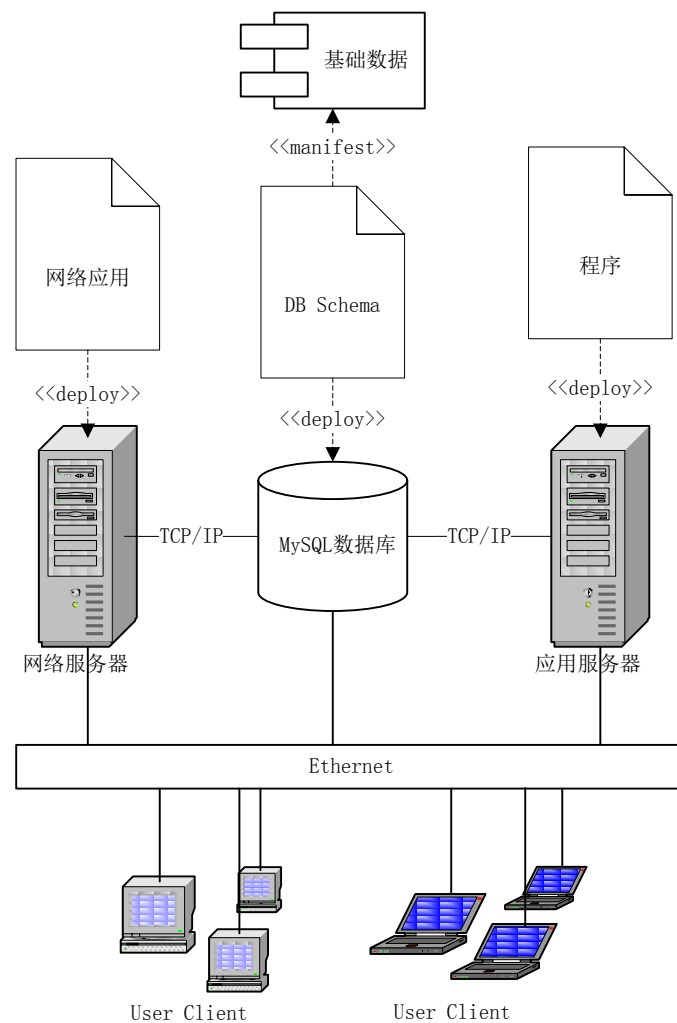 基础数据
<<manifest>>
网络应用
DB Schema
程序
<<deploy>>
<<deploy>>
<<deploy>>
TCP/IP
MySQL数据库
TCP/IP
网络服务器
应用服务器
Ethernet
User Client
User Client